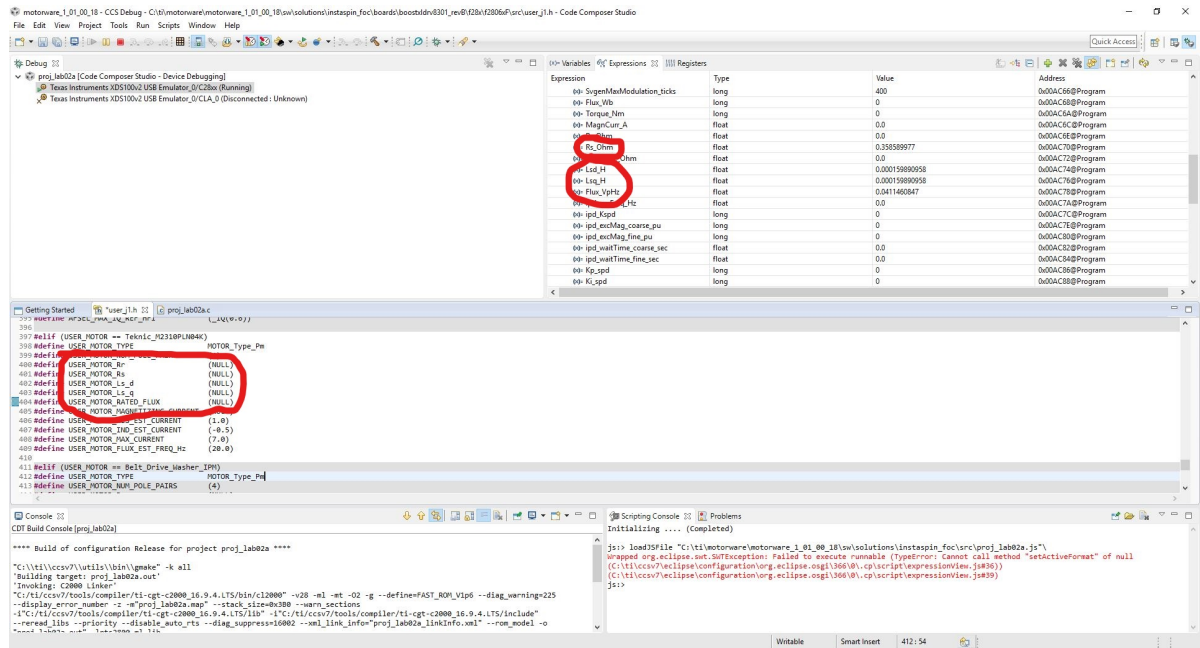 motorware_1_01_00_18 - CCS Debug - C:\ti\motorware\motorware_1_01_00_18\sw\solutions\instaspin_foc\boards\boostxldrv8301_revB\f28x\f2806xF\src\user_j1.h - Code Composer Studio
File Edit View Project Tools Run Scripts Window Help
Quick Access
Debug
proj_lab02a [Code Composer Studio - Device Debugging]
Texas Instruments XDS100v2 USB Emulator_0/C28xx (Running)
Texas Instruments XDS100v2 USB Emulator_0/CLA_0 (Disconnected : Unknown)
(x)= Variables Expressions Registers
Expression Type Value Address
(x)= SvgenMaxModulation_ticks long 400 0x00AC66@Program
(x)= Flux_Wb long 0 0x00AC68@Program
(x)= Torque_Nm long 0 0x00AC6A@Program
(x)= MagnCurr_A float 0.0 0x00AC6C@Program
float 0.0 0x00AC6E@Program
Rs_Ohm float 0.358589977 0x00AC70@Program
Ohm float 0.0 0x00AC72@Program
Lsd_H float 0.000159890958 0x00AC74@Program
(x)= Lsq_H float 0.000159890958 0x00AC76@Program
(x)= Flux_VpHz float 0.0411460847 0x00AC78@Program
_Hz float 0.0 0x00AC7A@Program
(x)= ipd_Kspd long 0 0x00AC7C@Program
(x)= ipd_excMag_coarse_pu long 0 0x00AC7E@Program
(x)= ipd_excMag_fine_pu long 0 0x00AC80@Program
(x)= ipd_waitTime_coarse_sec float 0.0 0x00AC82@Program
(x)= ipd_waitTime_fine_sec float 0.0 0x00AC84@Program
(x)= Kp_spd long 0 0x00AC86@Program
(x)= Ki_spd long 0 0x00AC88@Program
Getting Started *user_j1.h proj_lab02a.c
395 #define AFSEL_MAX_IQ_REF_HFI (_IQ(0.6))
396
397 #elif (USER_MOTOR == Teknic_M2310PLN04K)
398 #define USER_MOTOR_TYPE MOTOR_Type_Pm
399 #defin
400 #defin USER_MOTOR_Rr (NULL)
401 #defin USER_MOTOR_Rs (NULL)
402 #defin USER_MOTOR_Ls_d (NULL)
403 #defin USER_MOTOR_Ls_q (NULL)
404 #defin USER_MOTOR_RATED_FLUX (NULL)
405 #define USER_MOTOR_MAGNETIZING_CURRENT
406 #define EST_CURRENT (1.0)
407 #define USER_MOTOR_IND_EST_CURRENT (-0.5)
408 #define USER_MOTOR_MAX_CURRENT (7.0)
409 #define USER_MOTOR_FLUX_EST_FREQ_Hz (20.0)
410
411 #elif (USER_MOTOR == Belt_Drive_Washer_IPM)
412 #define USER_MOTOR_TYPE MOTOR_Type_Pm
413 #define USER_MOTOR_NUM_POLE_PAIRS (4)
Console
CDT Build Console [proj_lab02a]
**** Build of configuration Release for project proj_lab02a ****
"C:\\ti\\ccsv7\\utils\\bin\\gmake" -k all
'Building target: proj_lab02a.out'
'Invoking: C2000 Linker'
"C:/ti/ccsv7/tools/compiler/ti-cgt-c2000_16.9.4.LTS/bin/cl2000" -v28 -ml -mt -O2 -g --define=FAST_ROM_V1p6 --diag_warning=225
--display_error_number -z -m"proj_lab02a.map" --stack_size=0x380 --warn_sections
-i"C:/ti/ccsv7/tools/compiler/ti-cgt-c2000_16.9.4.LTS/lib" -i"C:/ti/ccsv7/tools/compiler/ti-cgt-c2000_16.9.4.LTS/include"
--reread_libs --priority --disable_auto_rts --diag_suppress=16002 --xml_link_info="proj_lab02a_linkInfo.xml" --rom_model -o
Scripting Console Problems
Initializing .... (Completed)
js:> loadJSFile "C:\ti\motorware\motorware_1_01_00_18\sw\solutions\instaspin_foc\src\proj_lab02a.js"\
Wrapped org.eclipse.swt.SWTException: Failed to execute runnable (TypeError: Cannot call method "setActiveFormat" of null
(C:\ti\ccsv7\eclipse\configuration\org.eclipse.osgi\366\0\.cp\script\expressionView.js#36))
(C:\ti\ccsv7\eclipse\configuration\org.eclipse.osgi\366\0\.cp\script\expressionView.js#39)
js:>
Writable Smart Insert 412 : 54